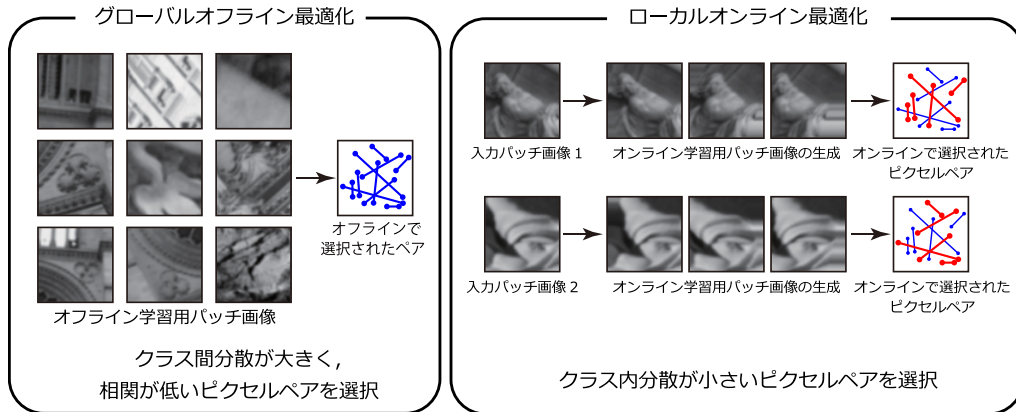 グローバルオフライン最適化
オフラインで
選択されたペア
オフライン学習用パッチ画像
クラス間分散が大きく,
相関が低いピクセルペアを選択
ローカルオンライン最適化
入力パッチ画像 1
オンライン学習用パッチ画像の生成
オンラインで選択された
ピクセルペア
入力パッチ画像 2
オンライン学習用パッチ画像の生成
オンラインで選択された
ピクセルペア
クラス内分散が小さいピクセルペアを選択